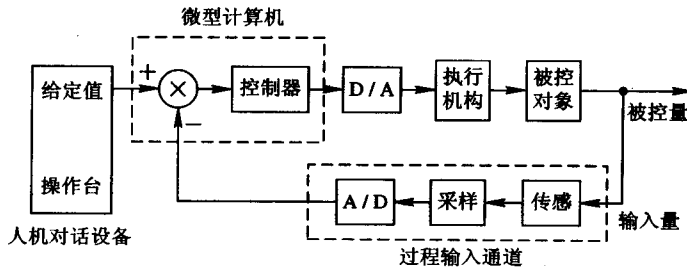 微型计算机
给定值
操作台
人机对话设备
+
×
−
控制器
D/A
执行
机构
被控
对象
被控量
A/D
采样
传感
输入量
过程输入通道